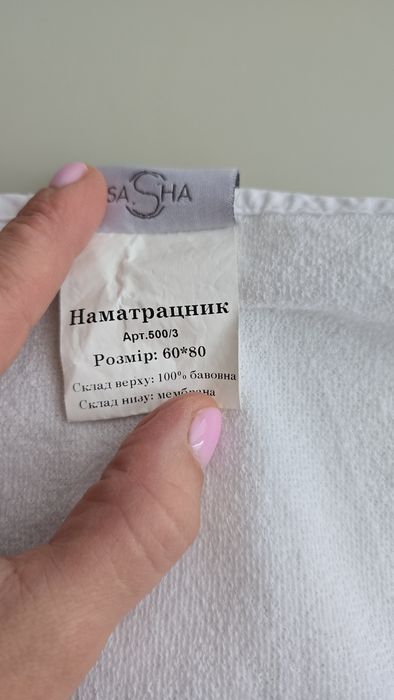 SASHA
Наматрацник
Арт.500/3
Розмір: 60*80
Склад верху: 100% бавовна
Склад низу: мембрана